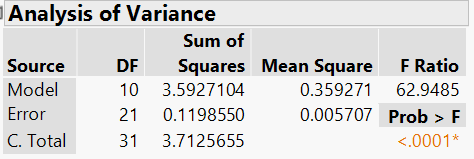 Analysis of Variance
Sum of
Source DF Squares Mean Square F Ratio
Model 10 3.5927104 0.359271 62.9485
Error 21 0.1198550 0.005707 Prob > F
C. Total 31 3.7125655 <.0001*